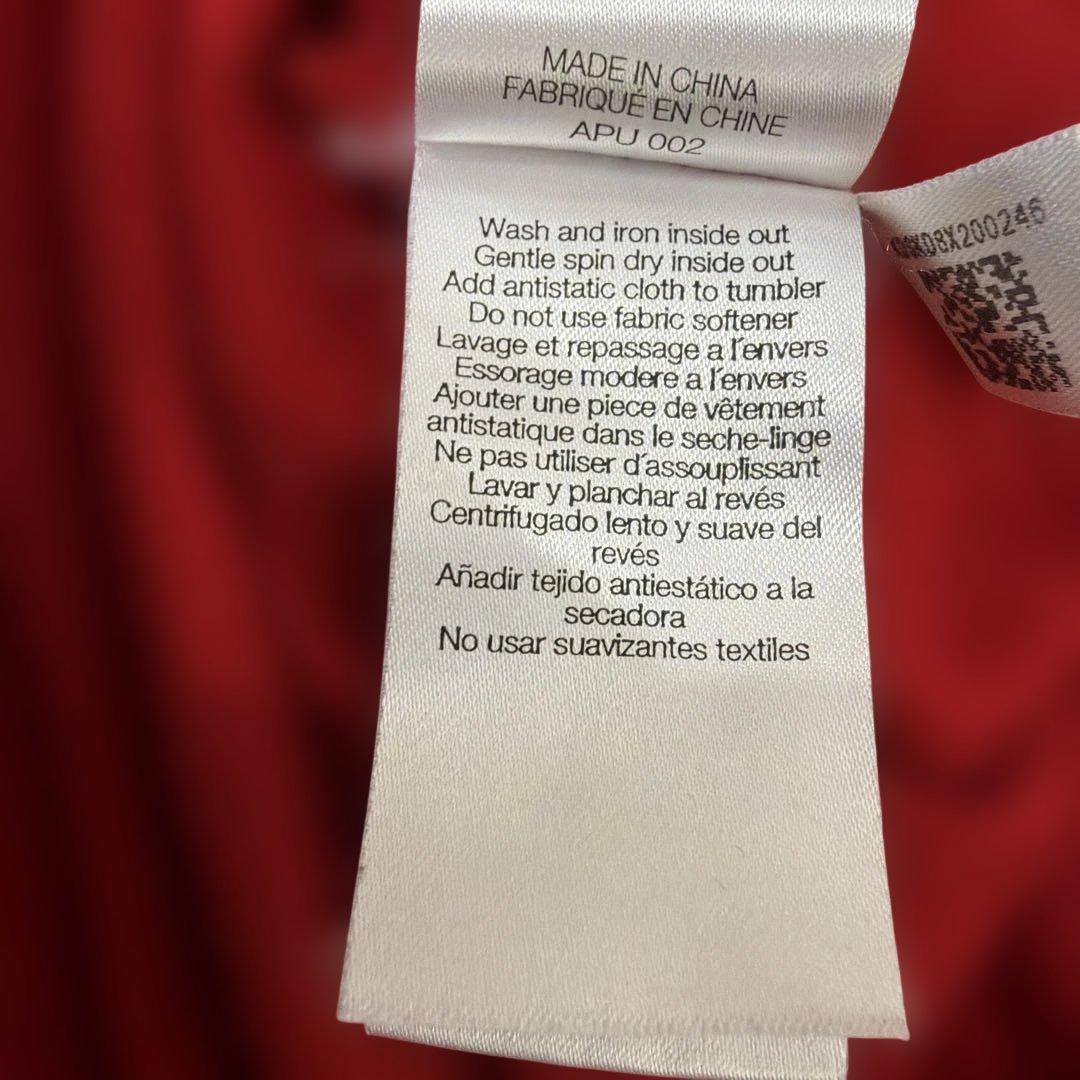 MADE IN CHINA
FABRIQUÉ EN CHINE
APU 002
Wash and iron inside out
Gentle spin dry inside out
Add antistatic cloth to tumbler
Do not use fabric softener
Lavage et repassage a l'envers
Essorage modere a l'envers
Ajouter une piece de vêtement
antistatique dans le seche-linge
Ne pas utiliser d'assouplissant
Lavar y planchar al revés
Centrifugado lento y suave del
revés
Añadir tejido antiestático a la
secadora
No usar suavizantes textiles